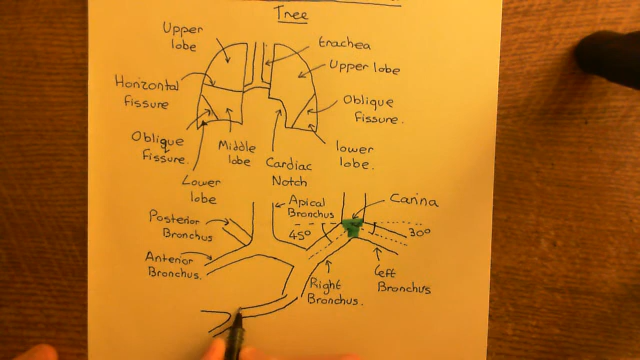 Tree
Upper
lobe
trachea
Upper lobe
Horizontal
fissure
Oblique
Fissure.
Oblique
Fissure.
Middle
lobe
Cardiac
Notch
lower
lobe.
Lower
lobe
Apical
Bronchus
Carina
Posterior
Bronchus
45°
30°
Anterior
Bronchus.
Right
Bronchus.
Left
Bronchus